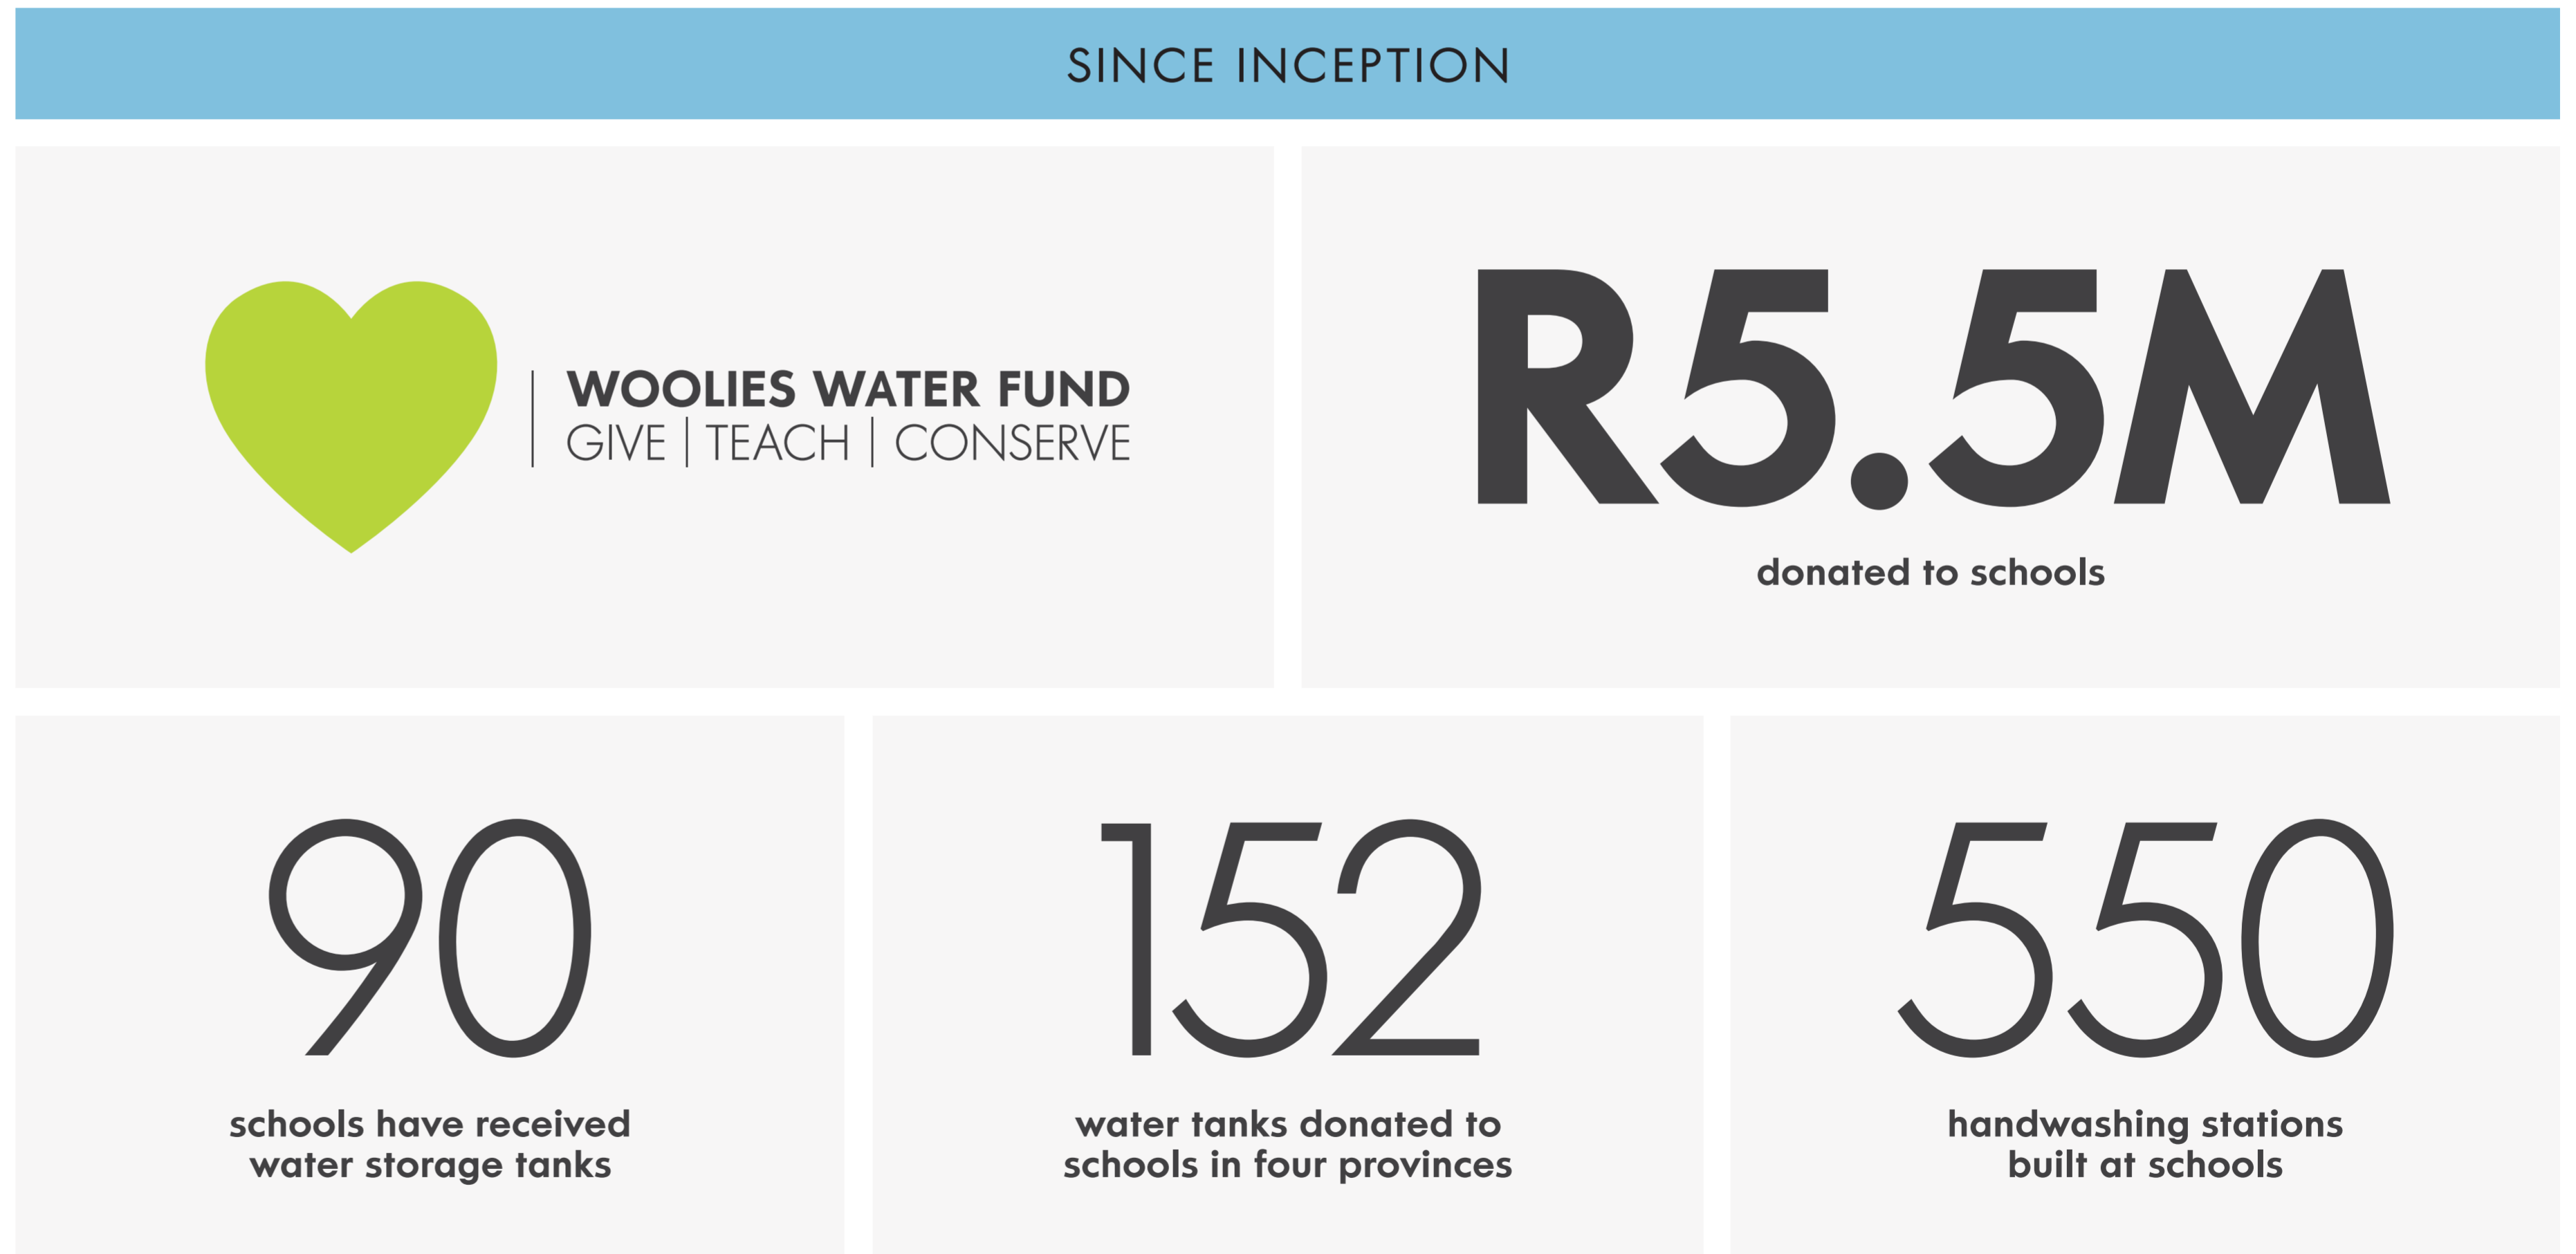 SINCE INCEPTION
WOOLIES WATER FUND
GIVE | TEACH | CONSERVE
R5.5M
donated to schools
90
schools have received
water storage tanks
152
water tanks donated to
schools in four provinces
550
handwashing stations
built at schools